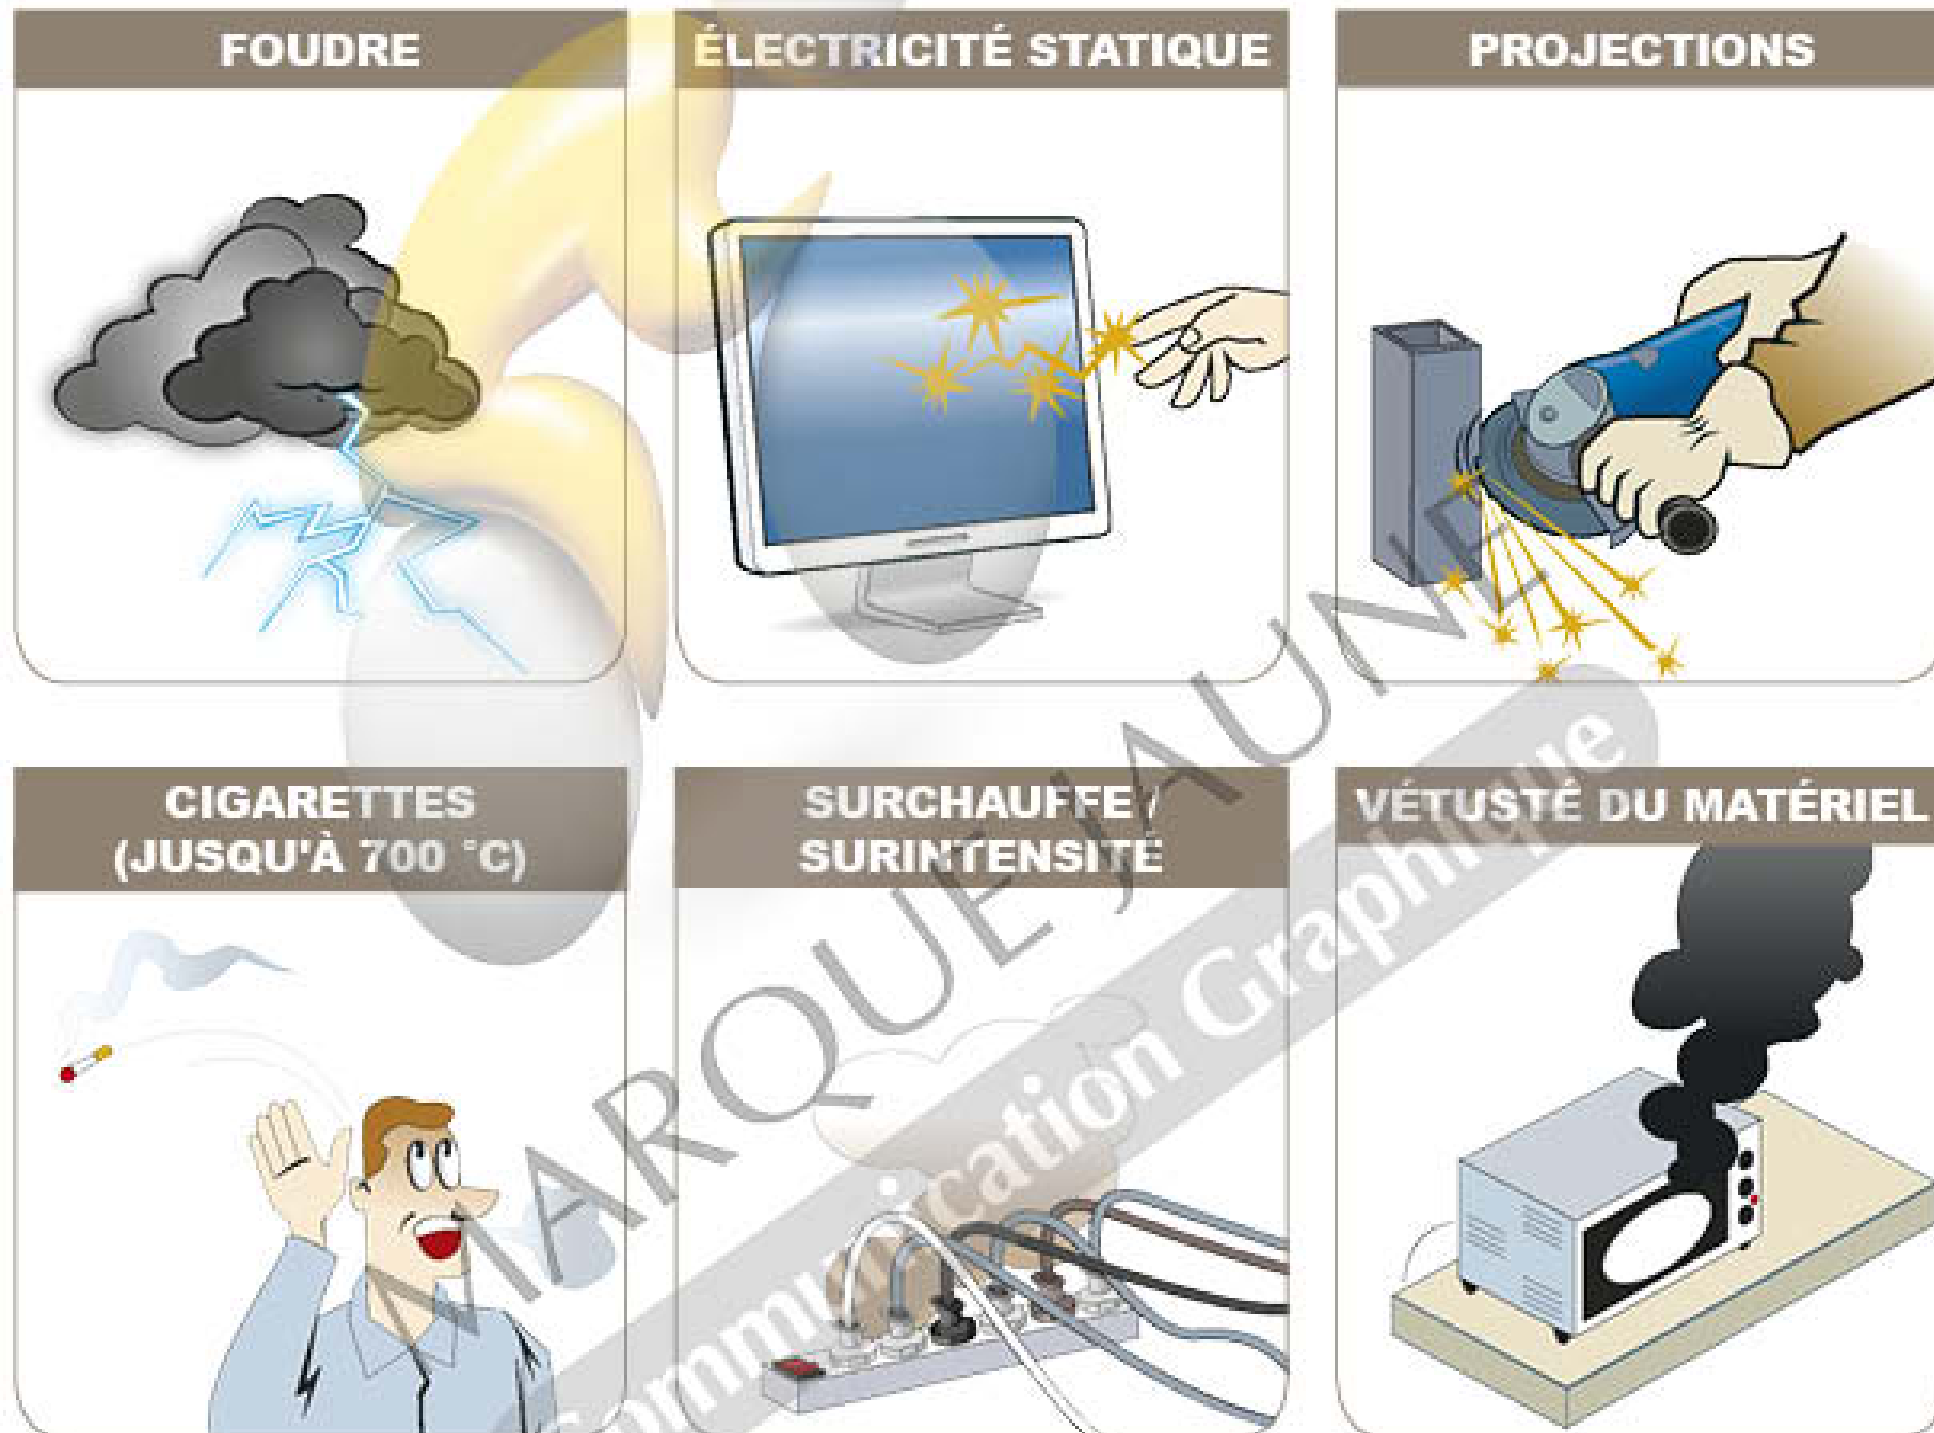 FOUDRE
ÉLECTRICITÉ STATIQUE
PROJECTIONS
CIGARETTES
(JUSQU'À 700 °C)
SURCHAUFFE /
SURINTENSITÉ
VÉTUSTÉ DU MATÉRIEL
MARQUE JAUNE
Communication Graphique